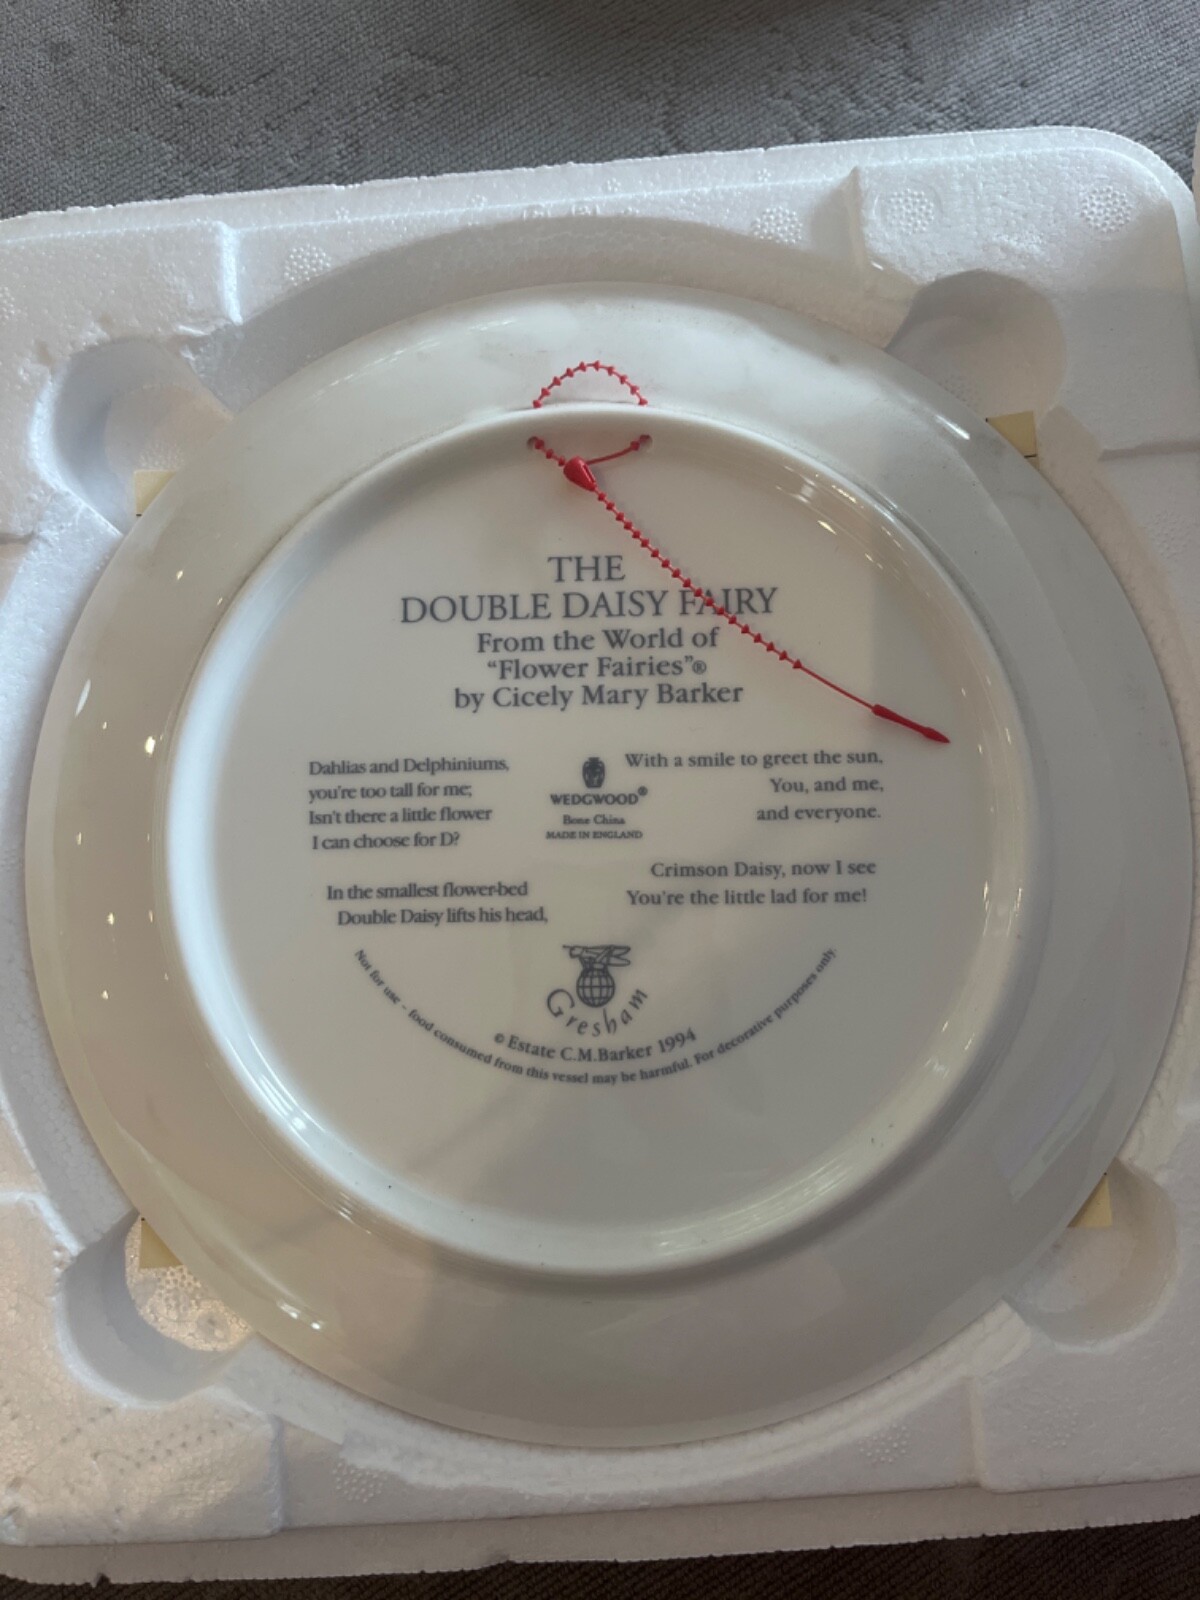 THE
DOUBLE DAISY FAIRY
From the World of
“Flower Fairies”®
by Cicely Mary Barker
Dahlias and Delphiniums,
you're too tall for me;
Isn't there a little flower
I can choose for D?
In the smallest flower-bed
Double Daisy lifts his head,
WEDGWOOD®
Bone China
MADE IN ENGLAND
With a smile to greet the sun,
You, and me,
and everyone.
Crimson Daisy, now I see
You're the little lad for me!
Gresham
© Estate C.M.Barker 1994
Not for use - food consumed from this vessel may be harmful. For decorative purposes only.